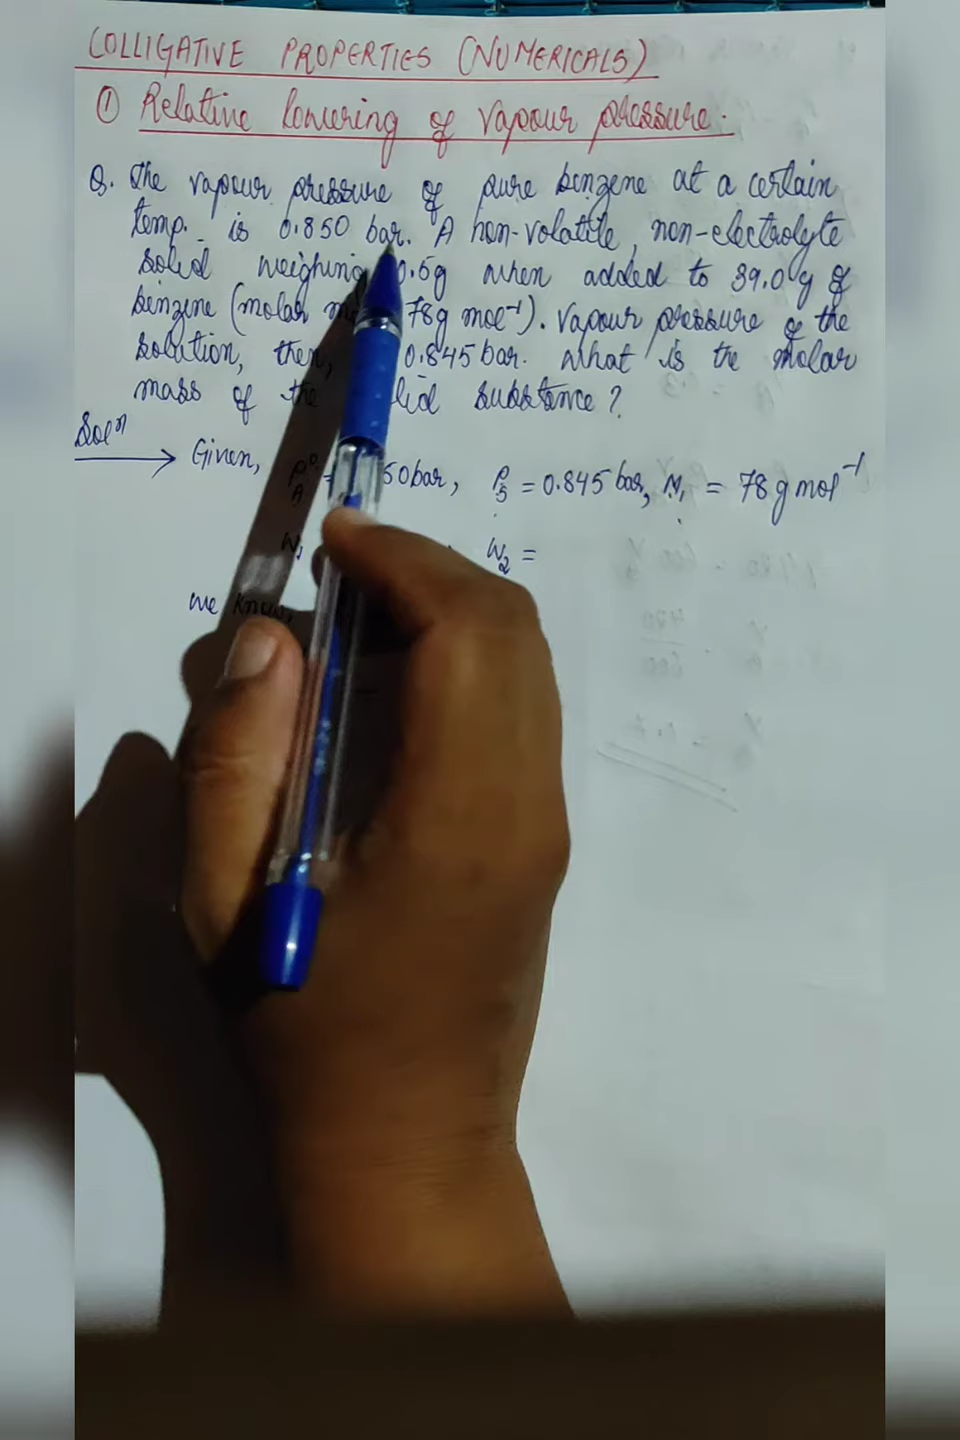 COLLIGATIVE PROPERTIES (NUMERICALS)
① Relative lowering of vapour pressure.
Q. The vapour pressure of pure benzene at a certain
temp. is 0.850 bar. A non-volatile, non-electrolyte
solid weighing 0.5g when added to 39.0g of
benzene (molar 78g mol⁻¹). Vapour pressure of the
solution, then, 0.845 bar. What is the molar
mass of the substance?
Solⁿ
Given, P°A = 50 bar, Ps = 0.845 bar, M₁ = 78 g mol⁻¹
W₁ W₂ =
We know,